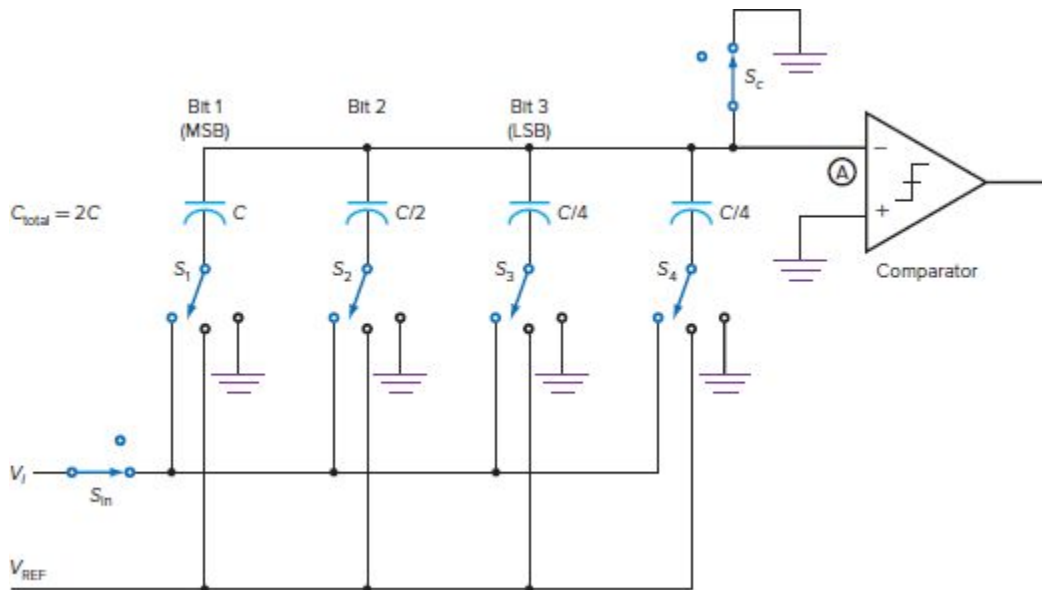 S_c
Bit 1
(MSB)
Bit 2
Bit 3
(LSB)
A
−
+
C_total = 2C
C
C/2
C/4
C/4
S_1
S_2
S_3
S_4
Comparator
V_I
S_in
V_REF